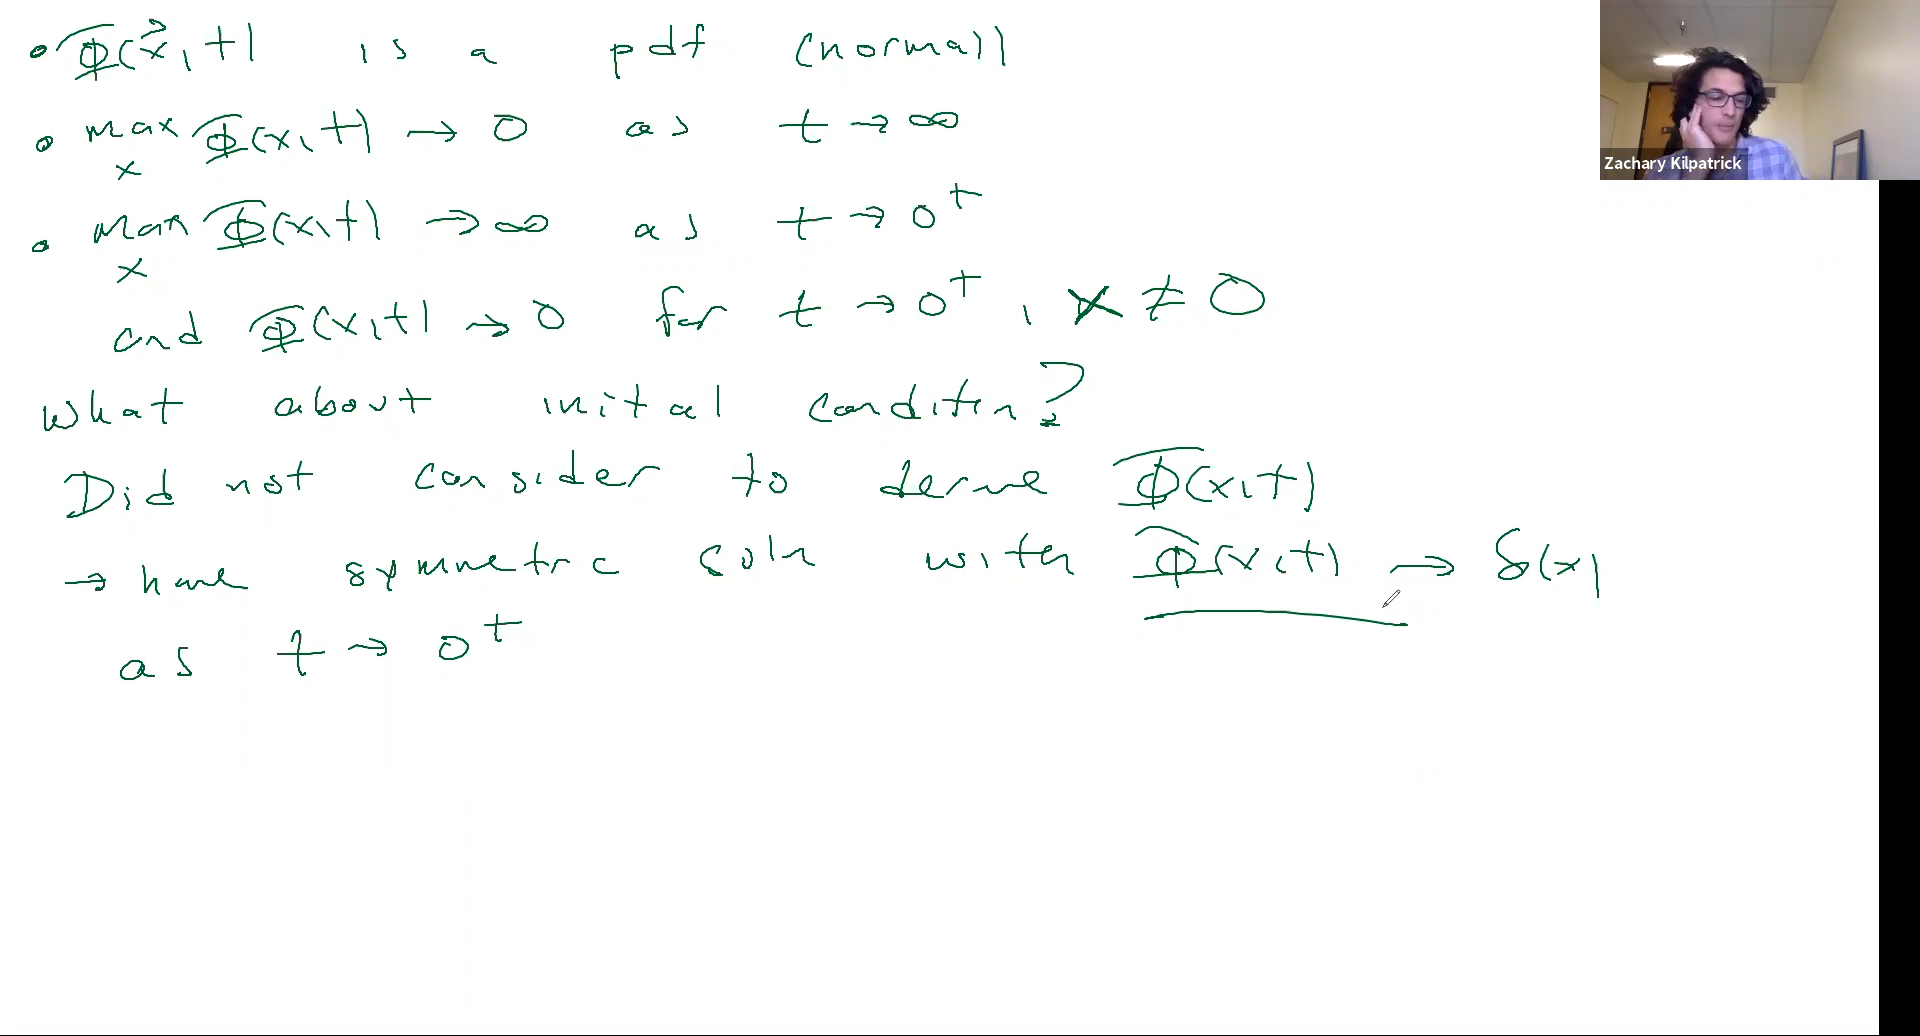 • Φ(x⃗,t) is a pdf (normal)
• max Φ(x,t) → 0 as t → ∞
x
• max Φ(x,t) → ∞ as t → 0⁺
x
and Φ(x,t) → 0 for t → 0⁺, x ≠ 0
What about initial condition?
Did not consider to derive Φ(x,t)
→ have symmetric soln with Φ(x,t) → δ(x)
as t → 0⁺
Zachary Kilpatrick